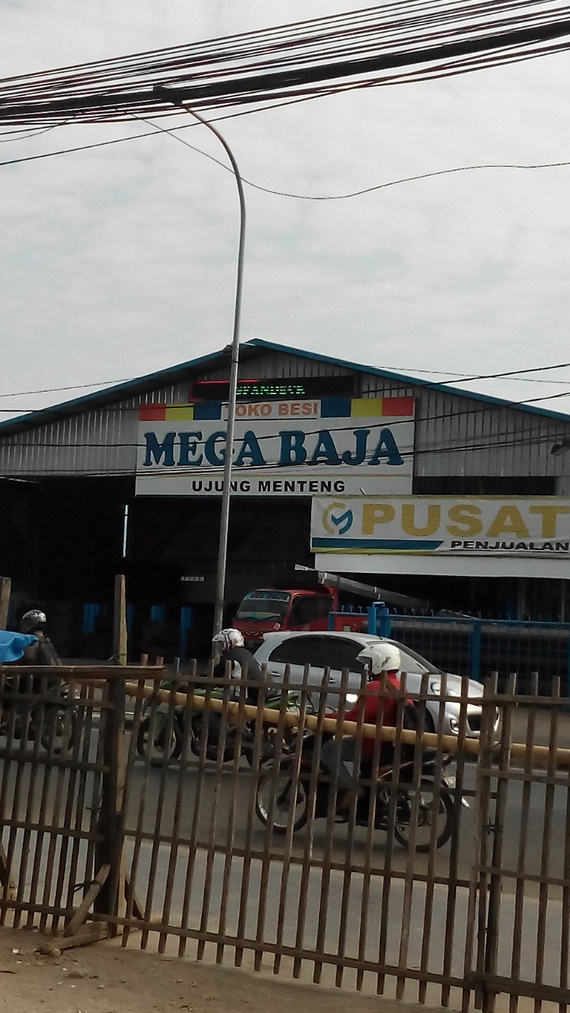 TOKO BESI
MEGA BAJA
UJUNG MENTENG
PUSAT
PENJUALAN